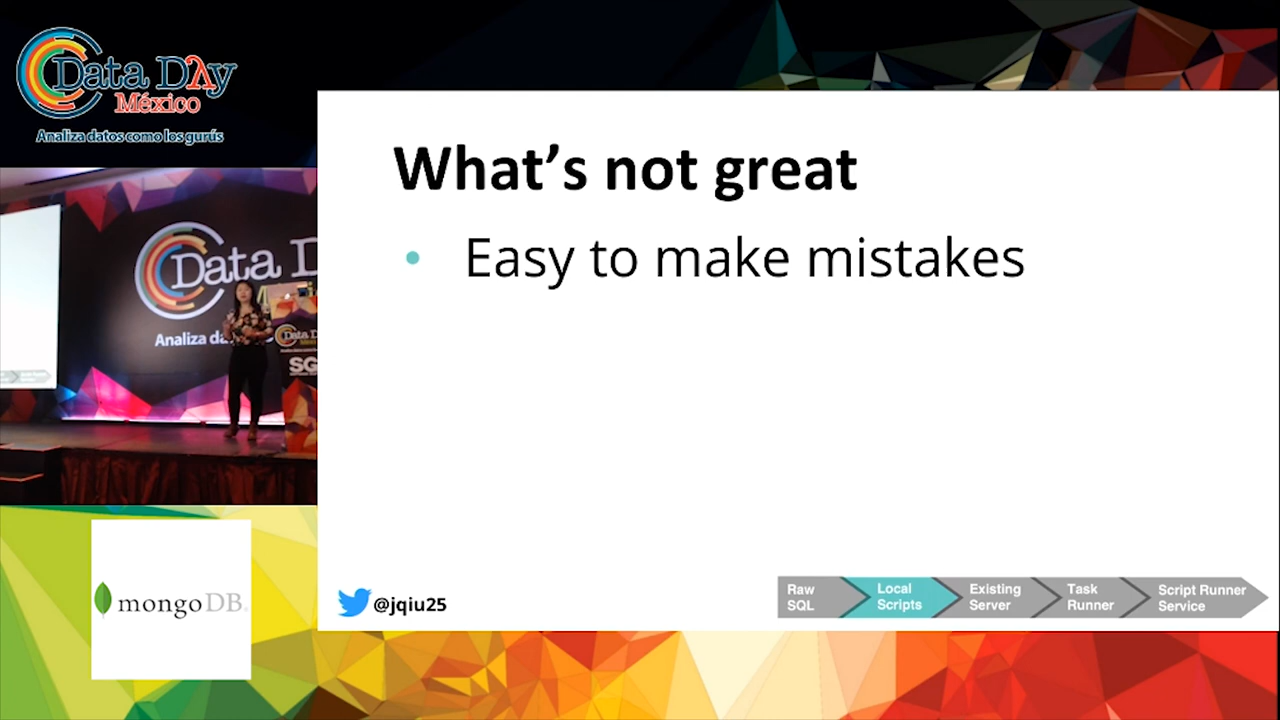 Data Day
México
Analiza datos como los gurús
What's not great
• Easy to make mistakes
Data D
Analiza da
Data D
SG
mongoDB
@jqiu25
Raw SQL
Local Scripts
Existing Server
Task Runner
Script Runner Service